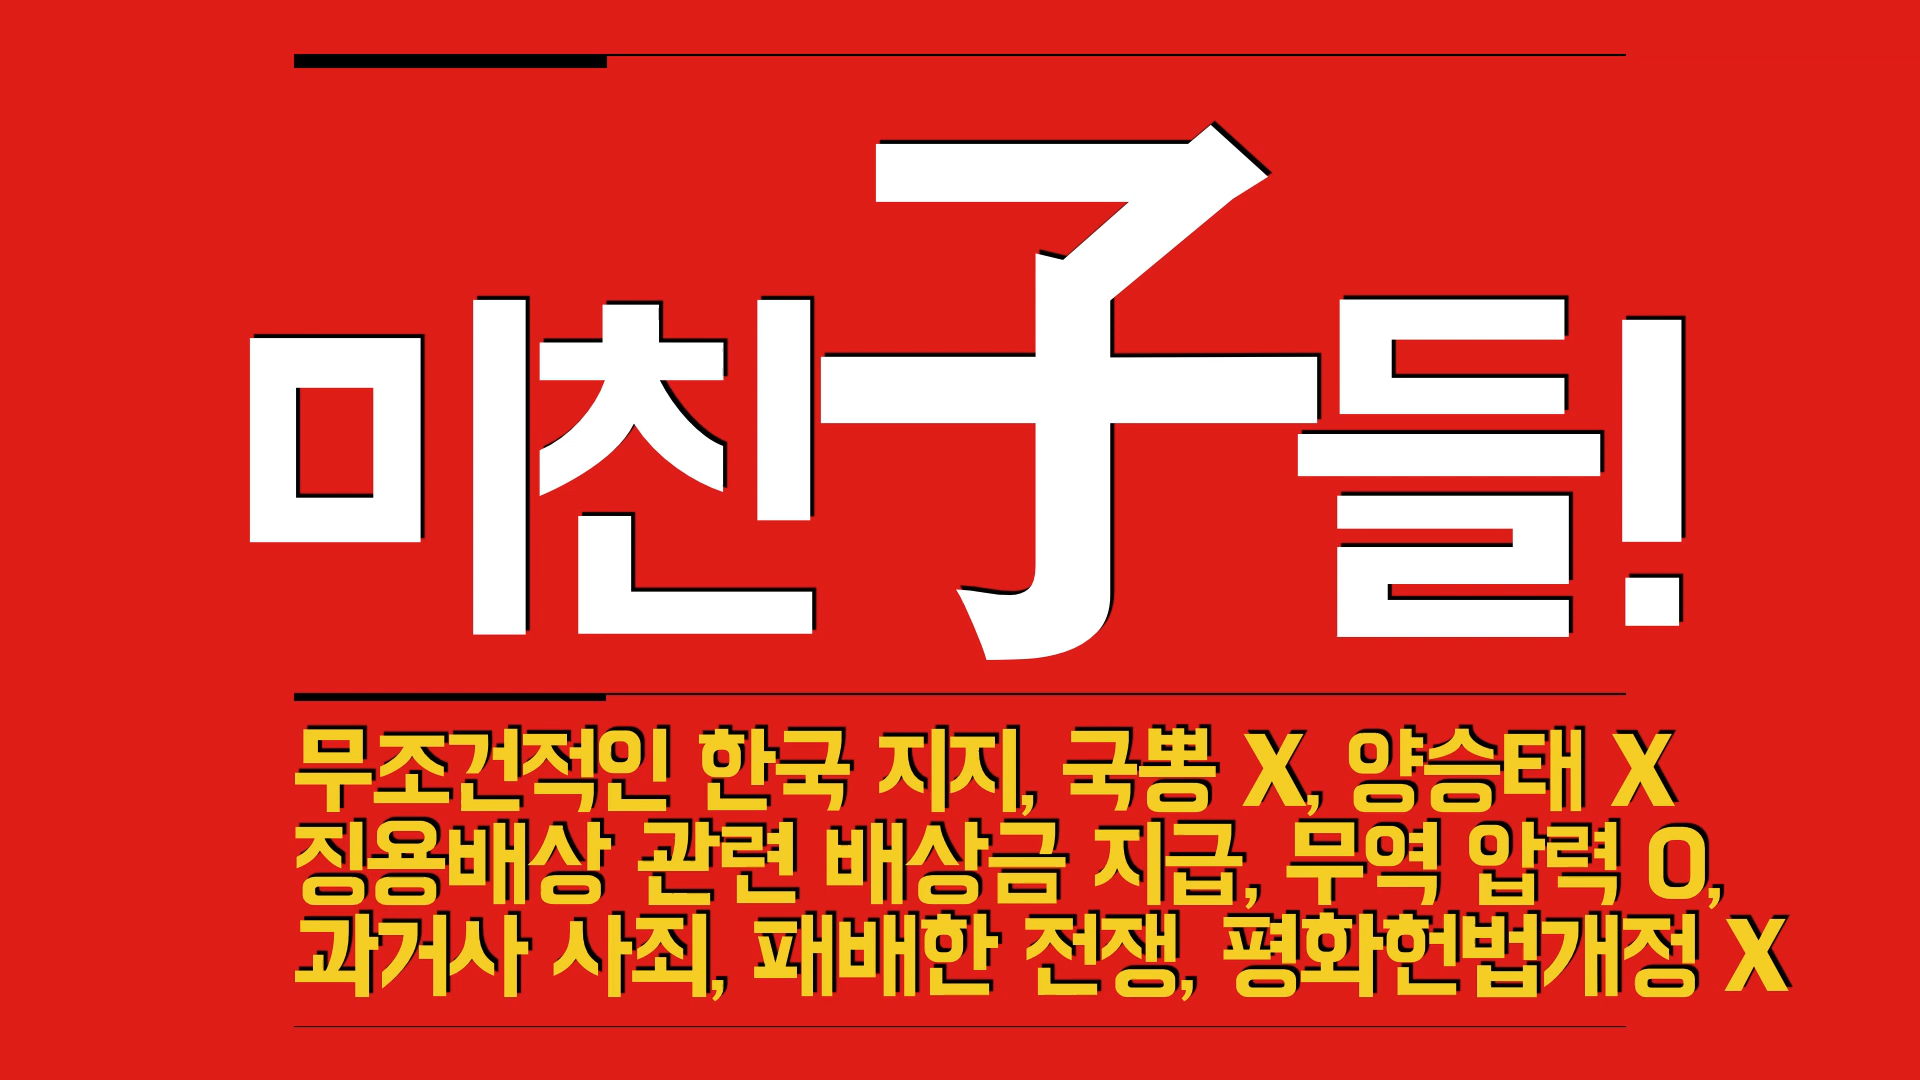 미친子들!
무조건적인 한국 지지, 국뽕 X, 양승태 X
징용배상 관련 배상금 지급, 무역 압력 O,
과거사 사죄, 패배한 전쟁, 평화헌법개정 X